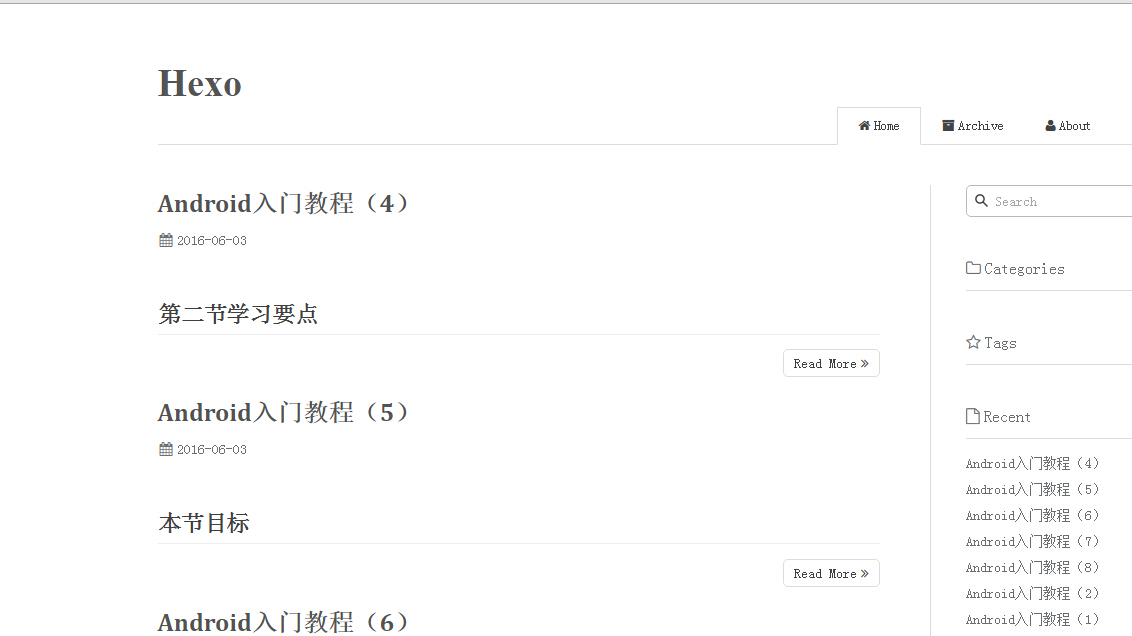 Hexo
Home
Archive
About
Android入门教程（4）
2016-06-03
第二节学习要点
Read More »
Android入门教程（5）
2016-06-03
本节目标
Read More »
Android入门教程（6）
Search
Categories
Tags
Recent
Android入门教程（4）
Android入门教程（5）
Android入门教程（6）
Android入门教程（7）
Android入门教程（8）
Android入门教程（2）
Android入门教程（1）